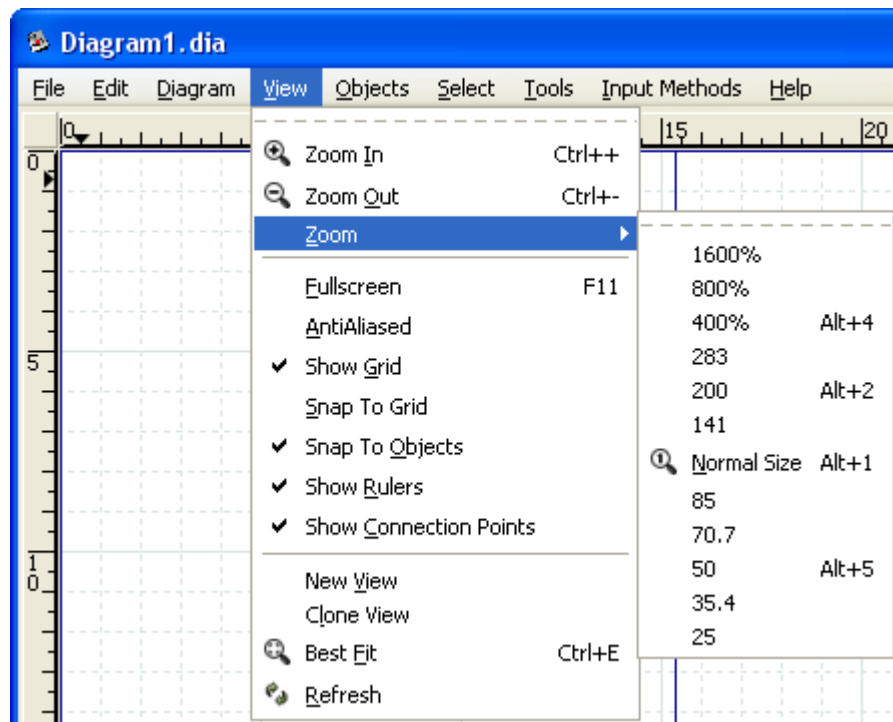 Diagram1.dia
File Edit Diagram View Objects Select Tools Input Methods Help
0 15 20
0
5
10
Zoom In Ctrl++
Zoom Out Ctrl+-
Zoom
Fullscreen F11
AntiAliased
Show Grid
Snap To Grid
Snap To Objects
Show Rulers
Show Connection Points
New View
Clone View
Best Fit Ctrl+E
Refresh
1600%
800%
400% Alt+4
283
200 Alt+2
141
Normal Size Alt+1
85
70.7
50 Alt+5
35.4
25